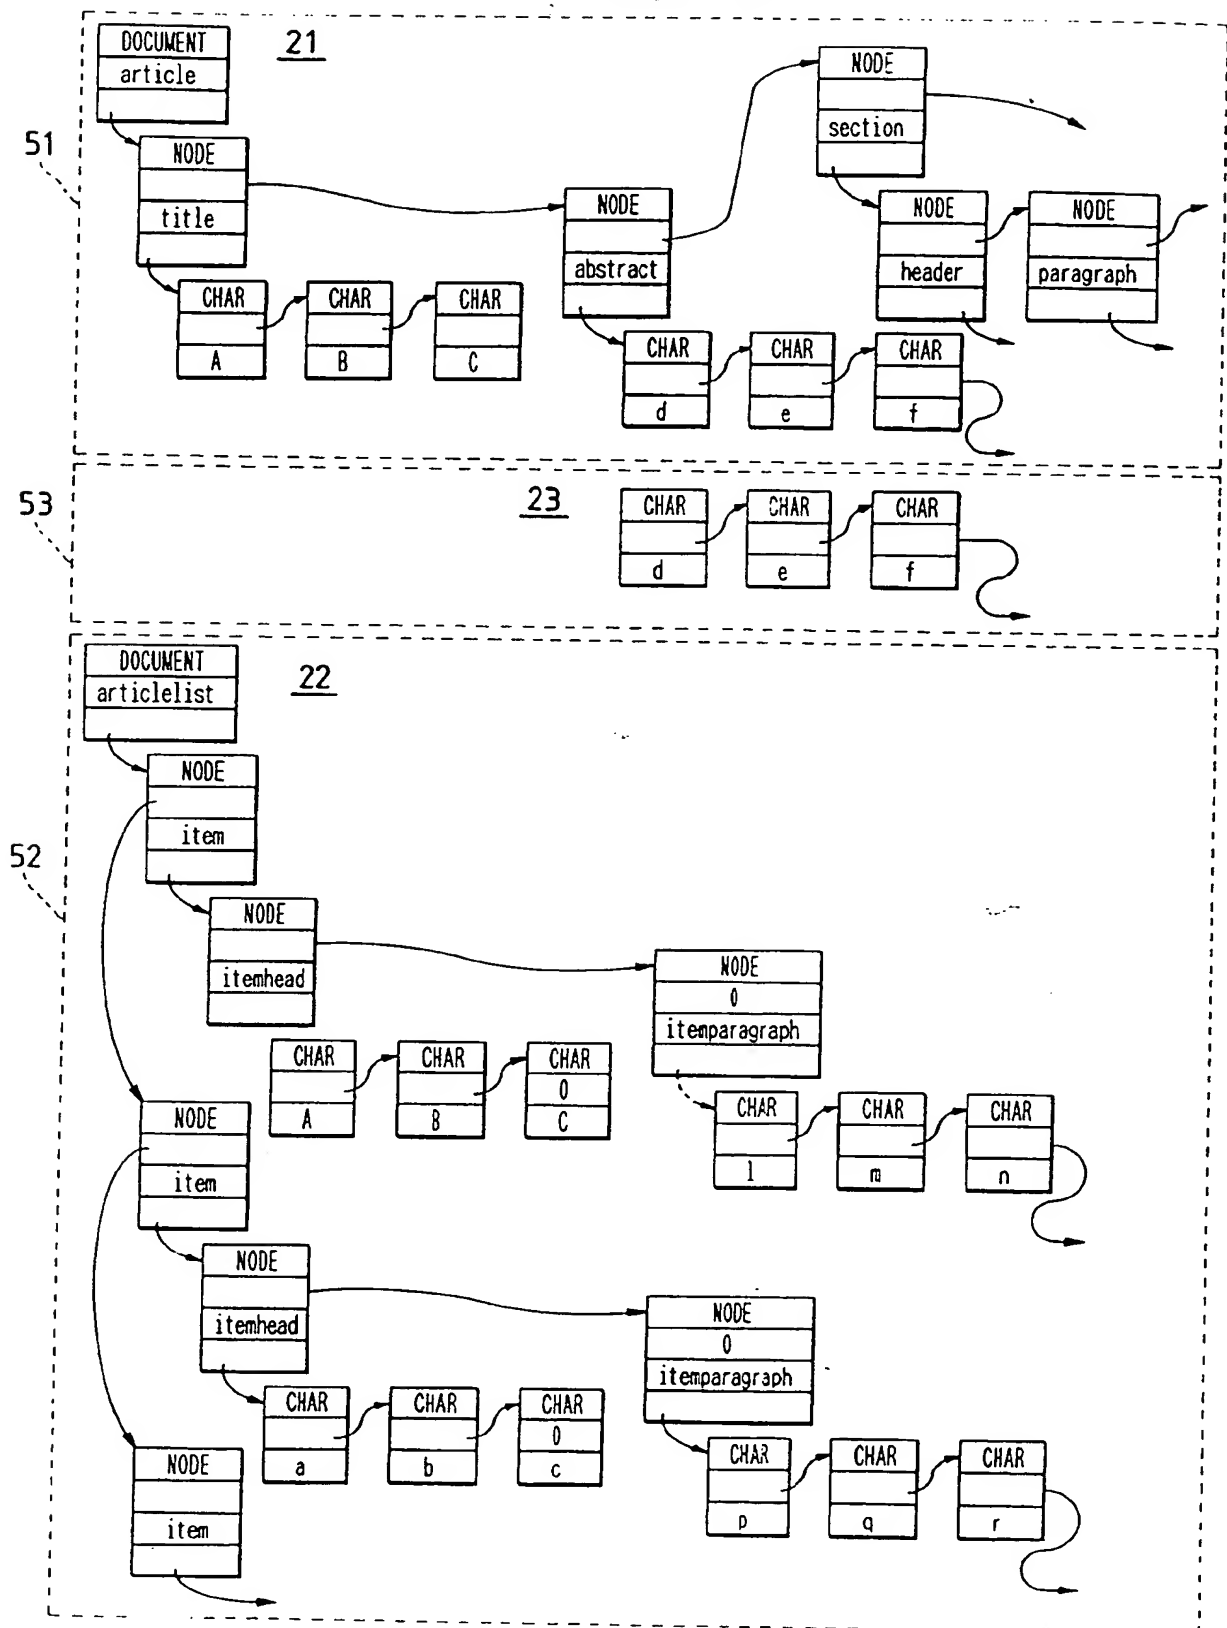 DOCUMENT
article
21
NODE
section
51
NODE
title
NODE
abstract
NODE
header
NODE
paragraph
CHAR
A
CHAR
B
CHAR
C
CHAR
d
CHAR
e
CHAR
f
53
23
CHAR
d
CHAR
e
CHAR
f
DOCUMENT
articlelist
22
NODE
item
52
NODE
itemhead
NODE
0
itemparagraph
CHAR
A
CHAR
B
CHAR
0
C
CHAR
l
CHAR
m
CHAR
n
NODE
item
NODE
itemhead
NODE
0
itemparagraph
CHAR
a
CHAR
b
CHAR
0
c
CHAR
p
CHAR
q
CHAR
r
NODE
item